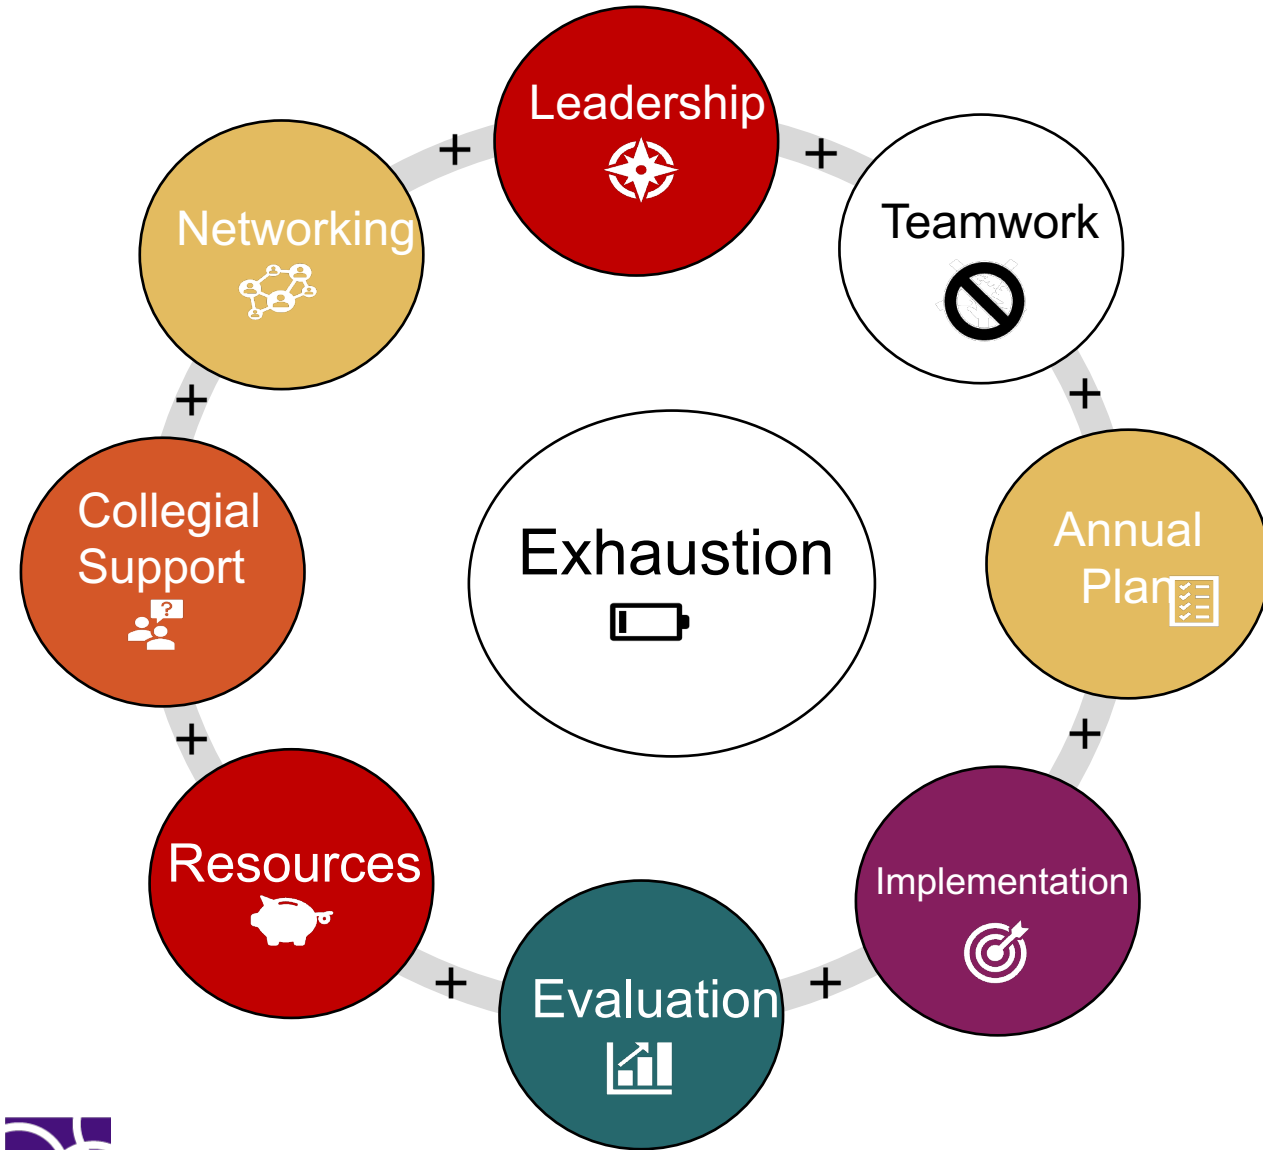 Leadership
+
Teamwork
+
Annual
Plan
+
Implementation
+
Evaluation
+
Resources
+
Collegial
Support
?
+
Networking
+
Exhaustion